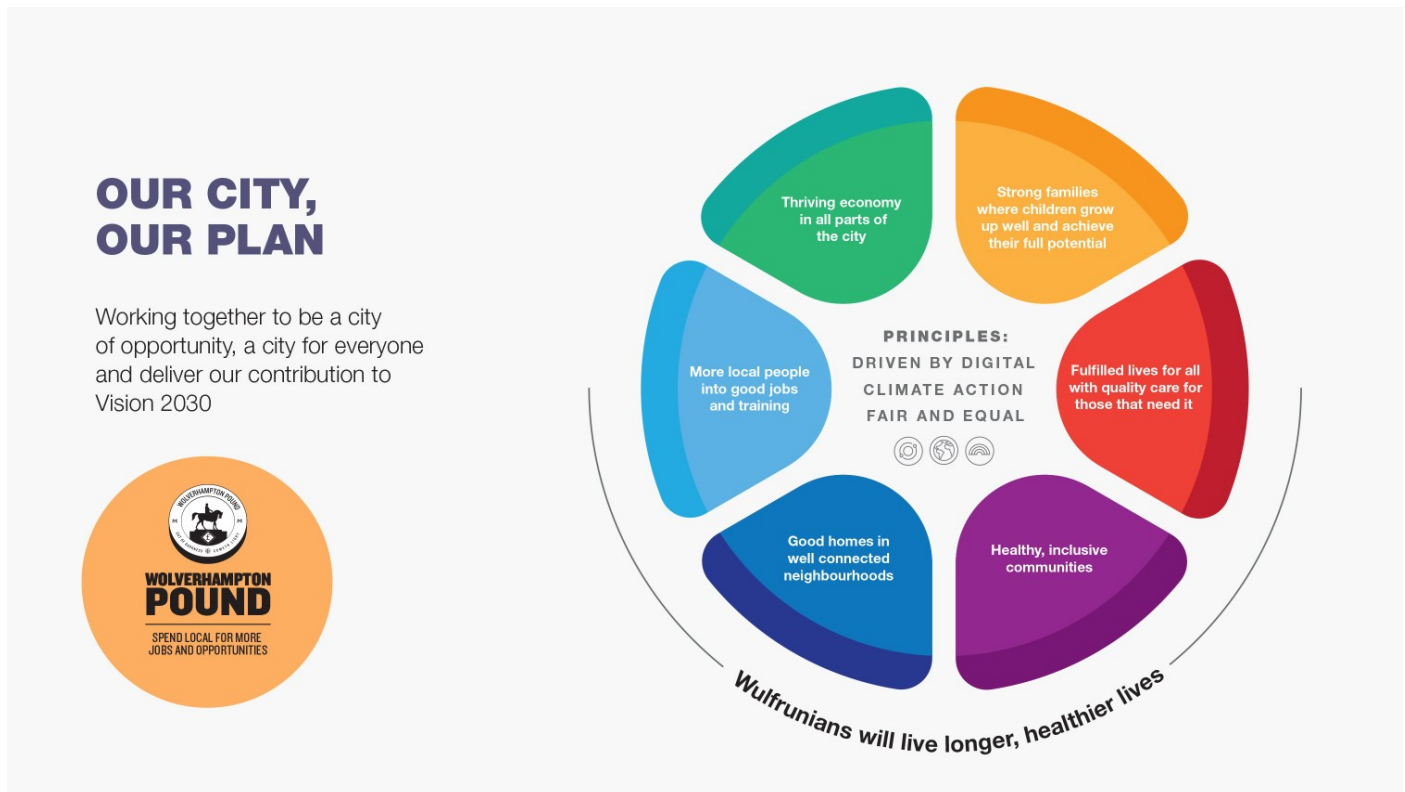 OUR CITY,
OUR PLAN
Working together to be a city
of opportunity, a city for everyone
and deliver our contribution to
Vision 2030
WOLVERHAMPTON POUND
OUT OF DARKNESS COMETH LIGHT
£
WOLVERHAMPTON
POUND
SPEND LOCAL FOR MORE
JOBS AND OPPORTUNITIES
Thriving economy
in all parts of
the city
Strong families
where children grow
up well and achieve
their full potential
More local people
into good jobs
and training
PRINCIPLES:
DRIVEN BY DIGITAL
CLIMATE ACTION
FAIR AND EQUAL
Fulfilled lives for all
with quality care for
those that need it
Good homes in
well connected
neighbourhoods
Healthy, inclusive
communities
Wulfrunians will live longer, healthier lives